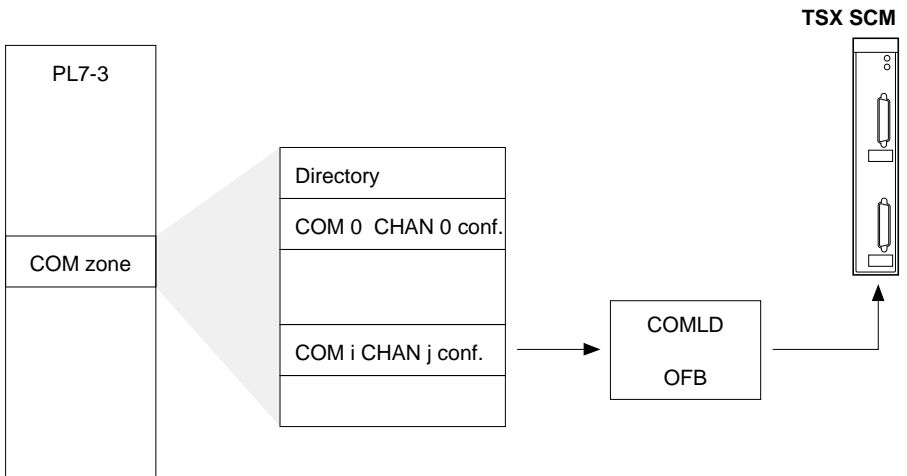 TSX SCM
PL7-3
Directory
COM 0 CHAN 0 conf.
COM zone
COM i CHAN j conf.
COMLD
OFB